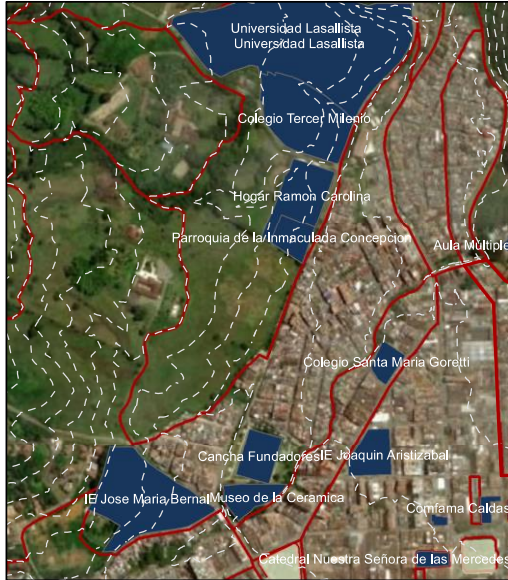 Universidad Lasallista
Universidad Lasallista
Colegio Tercer Milenio
Hogar Ramon Carolina
Parroquia de la Inmaculada Concepcion
Aula Múltiple
Colegio Santa Maria Goretti
Cancha Fundadores
IE Joaquin Aristizabal
IE Jose Maria Bernal
Museo de la Ceramica
Comfama Caldas
Catedral Nuestra Señora de las Mercedes